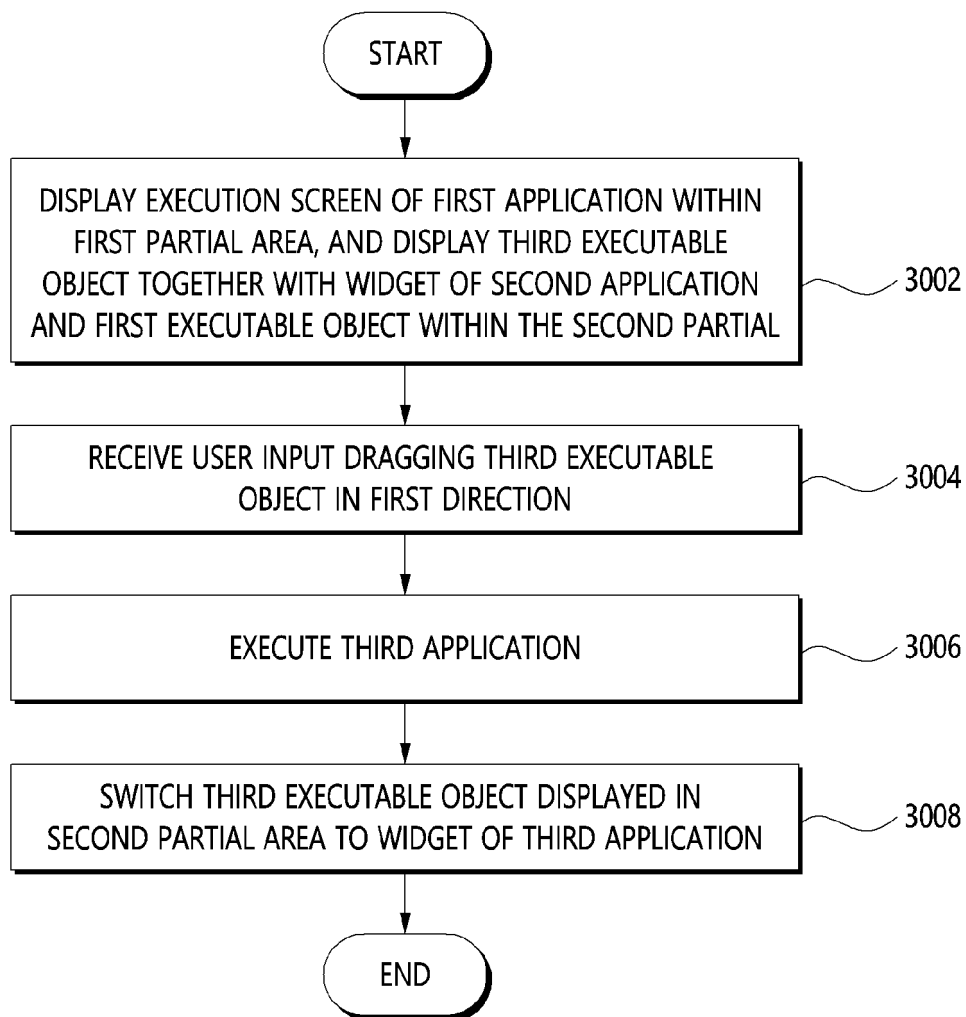 START
DISPLAY EXECUTION SCREEN OF FIRST APPLICATION WITHIN
FIRST PARTIAL AREA, AND DISPLAY THIRD EXECUTABLE
OBJECT TOGETHER WITH WIDGET OF SECOND APPLICATION
AND FIRST EXECUTABLE OBJECT WITHIN THE SECOND PARTIAL.
3002
RECEIVE USER INPUT DRAGGING THIRD EXECUTABLE
OBJECT IN FIRST DIRECTION
3004
EXECUTE THIRD APPLICATION
3006
SWITCH THIRD EXECUTABLE OBJECT DISPLAYED IN
SECOND PARTIAL AREA TO WIDGET OF THIRD APPLICATION
3008
END